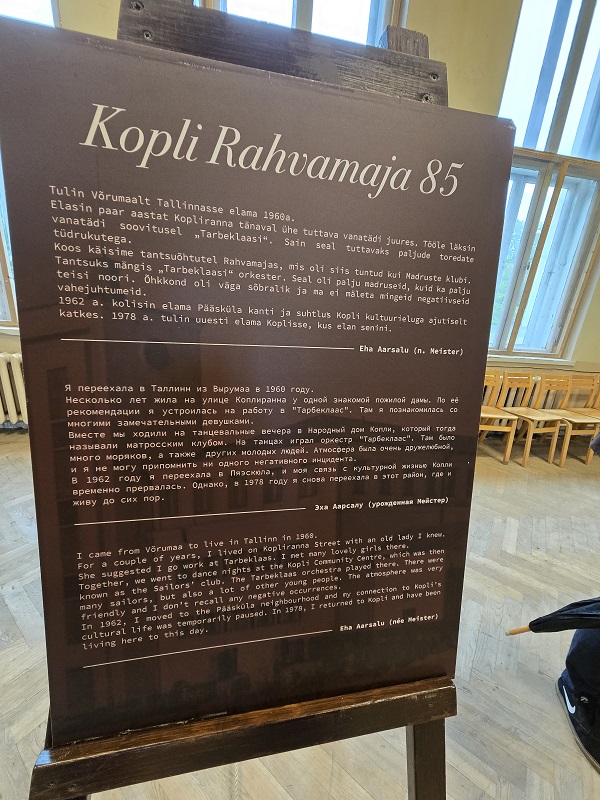 Kopli Rahvamaja 85
Tulin Võrumaalt Tallinnasse elama 1960a.
Elasin paar aastat Kopliranna tänaval ühe tuttava vanatädi juures. Tööle läksin
vanatädi soovitusel „Tarbeklaasi“. Sain seal tuttavaks paljude toredate
tüdrukutega.
Koos käisime tantsuõhtutel Rahvamajas, mis oli siis tuntud kui Madruste klubi.
Tantsuks mängis „Tarbeklaasi“ orkester. Seal oli palju madruseid, kuid ka palju
teisi noori. Õhkkond oli väga sõbralik ja ma ei mäleta mingeid negatiivseid
vahejuhtumeid.
1962 a. kolisin elama Pääsküla kanti ja suhtlus Kopli kultuurieluga ajutiselt
katkes. 1978 a. tulin uuesti elama Koplisse, kus elan senini.
Eha Aarsalu (n. Meister)
Я переехала в Таллинн из Вырумаа в 1960 году.
Несколько лет жила на улице Коплиранна у одной знакомой пожилой дамы. По её
рекомендации я устроилась на работу в "Тарбеклаас". Там я познакомилась со
многими замечательными девушками.
Вместе мы ходили на танцевальные вечера в Народный дом Копли, который тогда
называли матросским клубом. На танцах играл оркестр "Тарбеклаас". Там было
много моряков, а также других молодых людей. Атмосфера была очень дружелюбной,
и я не могу припомнить ни одного негативного инцидента.
В 1962 году я переехала в Пяэскюла, и моя связь с культурной жизнью Копли
временно прервалась. Однако, в 1978 году я снова переехала в этот район, где и
живу до сих пор.
Эха Аарсалу (урожденная Мейстер)
I came from Võrumaa to live in Tallinn in 1960.
For a couple of years, I lived on Kopliranna Street with an old lady I knew.
She suggested I go work at Tarbeklaas. I met many lovely girls there.
Together, we went to dance nights at the Kopli Community Centre, which was then
known as the Sailors' club. The Tarbeklaas orchestra played there. There were
many sailors, but also a lot of other young people. The atmosphere was very
friendly and I don't recall any negative occurrences.
In 1962, I moved to the Pääsküla neighbourhood and my connection to Kopli's
cultural life was temporarily paused. In 1978, I returned to Kopli and have been
living here to this day.
Eha Aarsalu (née Meister)